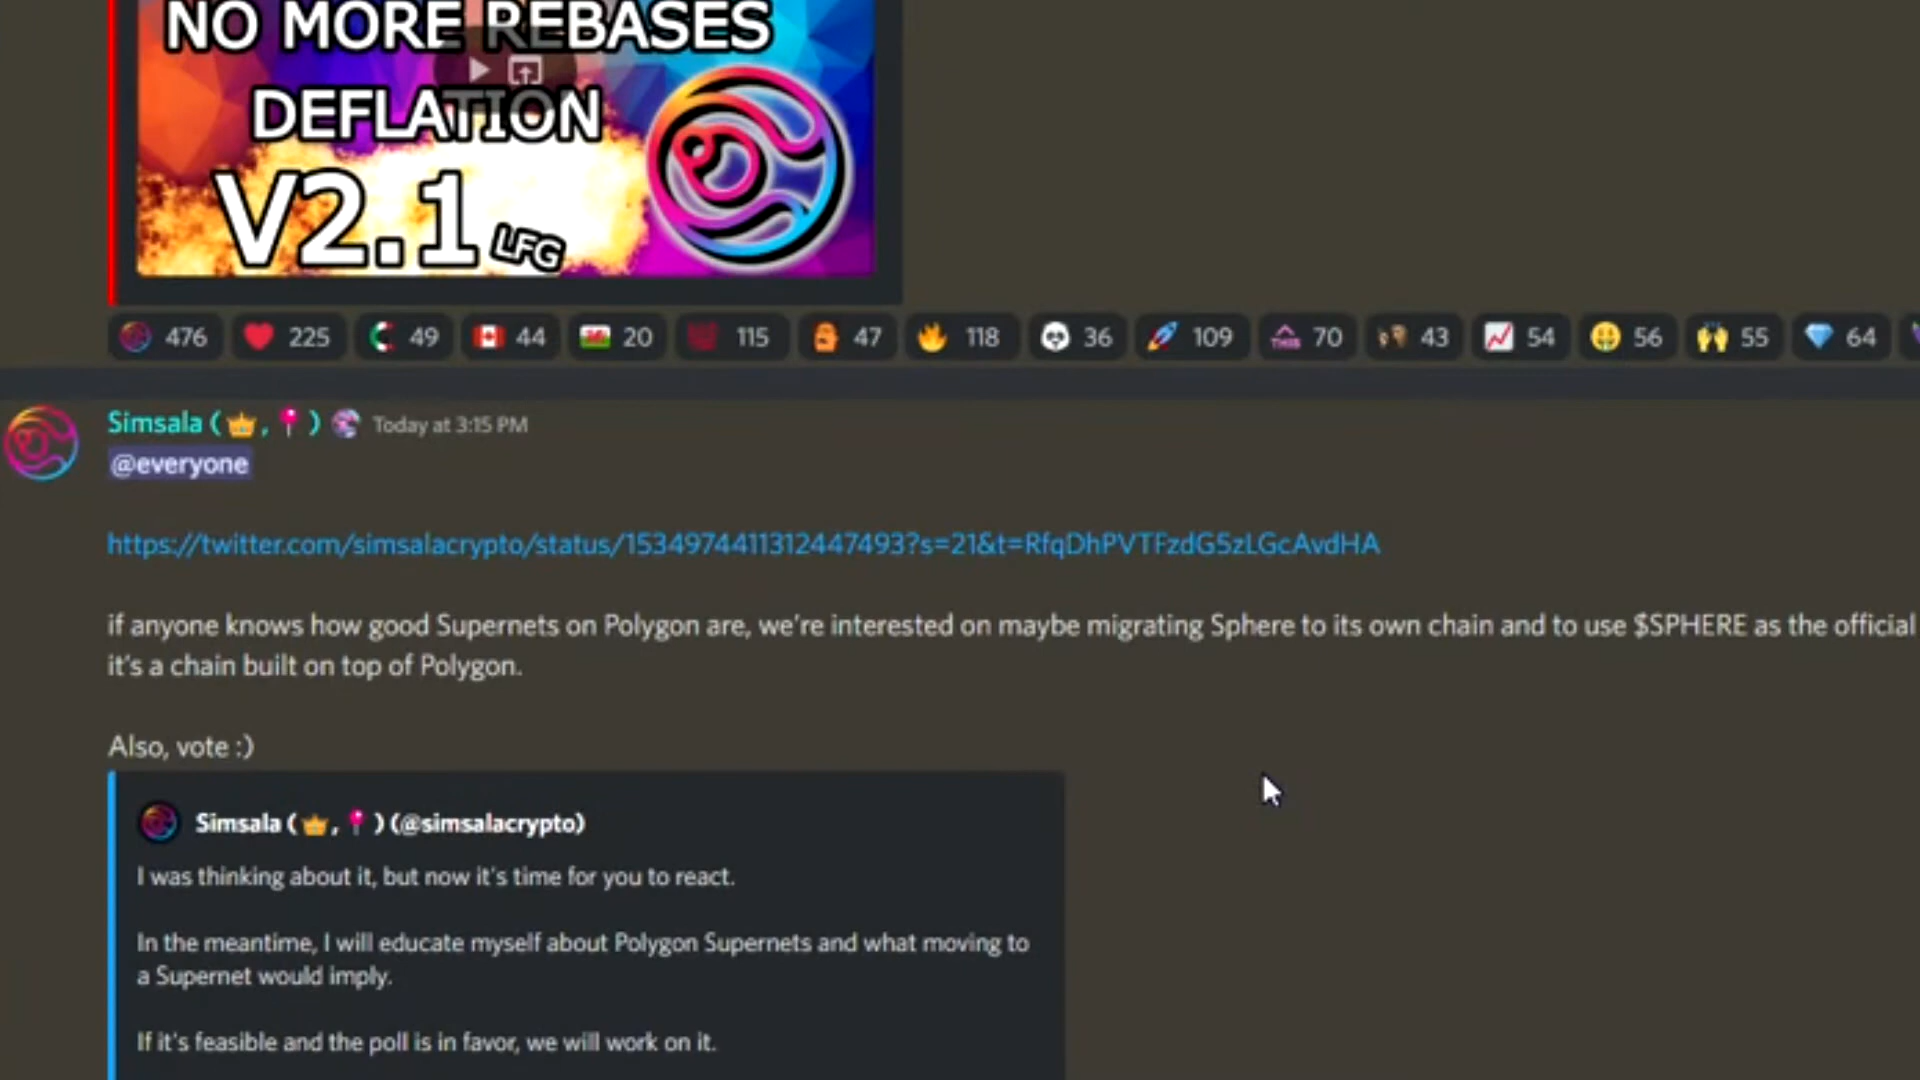 NO MORE REBASES
DEFLATION
V2.1 LFG
476 225 49 44 20 115 47 118 36 109 THIS 70 43 54 56 55 64
Simsala ( , ) Today at 3:15 PM
@everyone
https://twitter.com/simsalacrypto/status/1534974411312447493?s=21&t=RfqDhPVTFzdG5zLGcAvdHA
if anyone knows how good Supernets on Polygon are, we're interested on maybe migrating Sphere to its own chain and to use $SPHERE as the official
it's a chain built on top of Polygon.
Also, vote :)
Simsala ( , ) (@simsalacrypto)
I was thinking about it, but now it's time for you to react.
In the meantime, I will educate myself about Polygon Supernets and what moving to
a Supernet would imply.
If it's feasible and the poll is in favor, we will work on it.